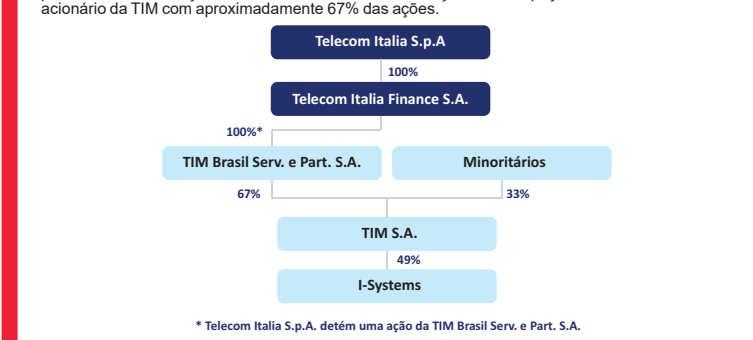 acionário da TIM com aproximadamente 67% das ações.
Telecom Italia S.p.A
100%
Telecom Italia Finance S.A.
100%*
TIM Brasil Serv. e Part. S.A.
Minoritários
67%
33%
TIM S.A.
49%
I-Systems
* Telecom Italia S.p.A. detém uma ação da TIM Brasil Serv. e Part. S.A.